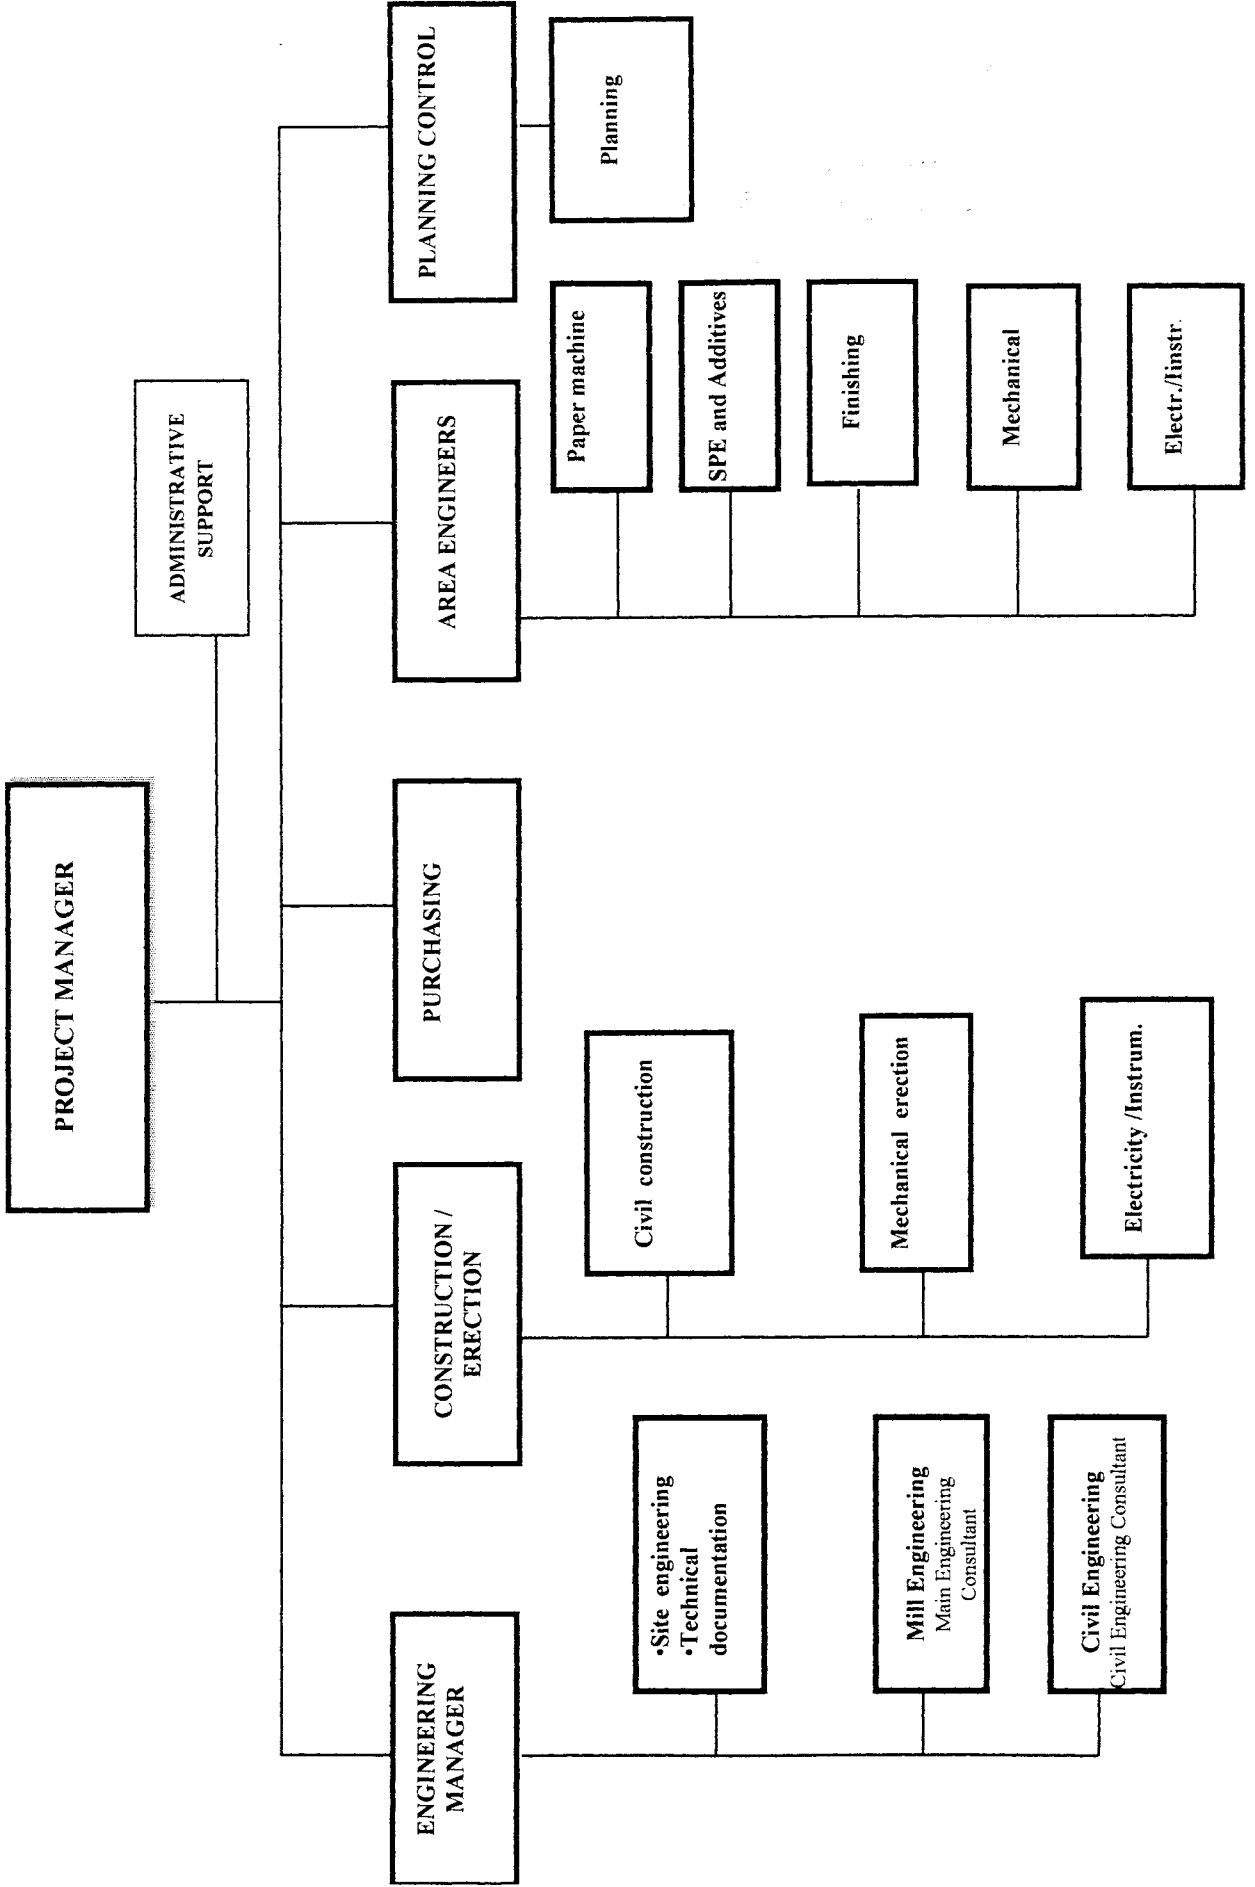 PROJECT MANAGER
ADMINISTRATIVE
SUPPORT
ENGINEERING
MANAGER
CONSTRUCTION /
ERECTION
PURCHASING
AREA ENGINEERS
PLANNING CONTROL
•Site engineering
•Technical
documentation
Mill Engineering
Main Engineering
Consultant
Civil Engineering
Civil Engineering Consultant
Civil construction
Mechanical erection
Electricity /Instrum.
Paper machine
SPE and Additives
Finishing
Mechanical
Electr./Iinstr.
Planning